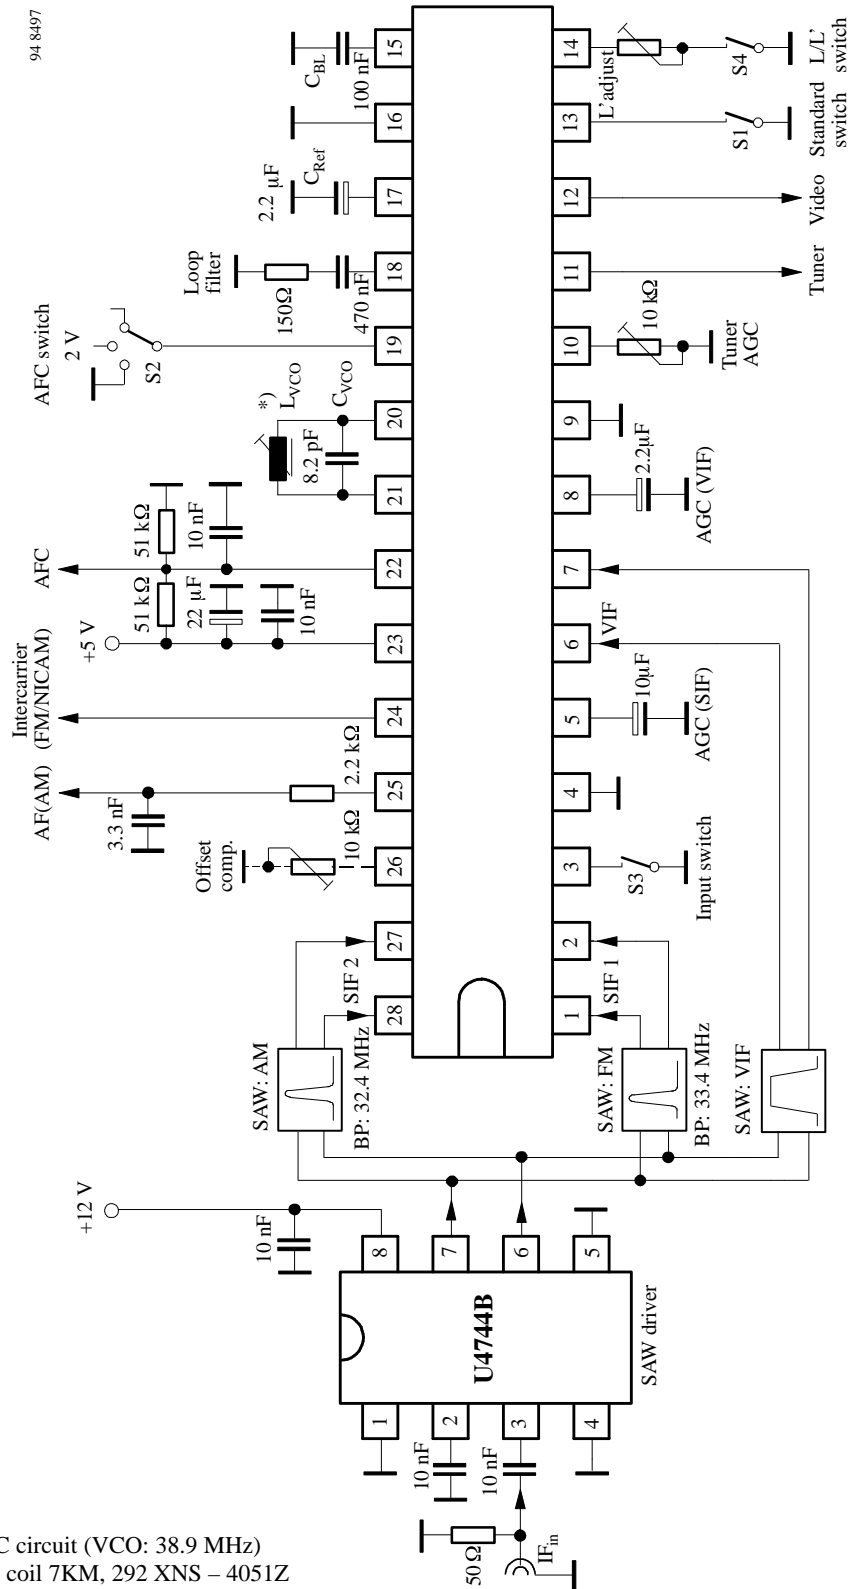 94 8497
AFC switch
2 V
S2
AFC
+5 V
Intercarrier
(FM/NICAM)
AF(AM)
3.3 nF
2.2 kΩ
Offset
comp.
10 kΩ
51 kΩ
10 nF
51 kΩ
22 µF
10 nF
*)
L_VCO
8.2 pF
C_VCO
Loop
filter
150Ω
470 nF
2.2 µF
C_Ref
C_BL
100 nF
28
27
26
25
24
23
22
21
20
19
18
17
16
15
SIF 2
SAW: AM
BP: 32.4 MHz
1
2
3
4
5
6
7
8
9
10
11
12
13
14
SIF 1
SAW: FM
BP: 33.4 MHz
SAW: VIF
S3
Input switch
10µF
AGC (SIF)
VIF
2.2µF
AGC (VIF)
10 kΩ
Tuner
AGC
Tuner
Video
S1
Standard
switch
L'adjust
S4
L/L'
switch
+12 V
10 nF
8
7
6
5
U4744B
SAW driver
1
2
3
4
10 nF
10 nF
50 Ω
IF_in
C circuit (VCO: 38.9 MHz)
coil 7KM, 292 XNS – 4051Z